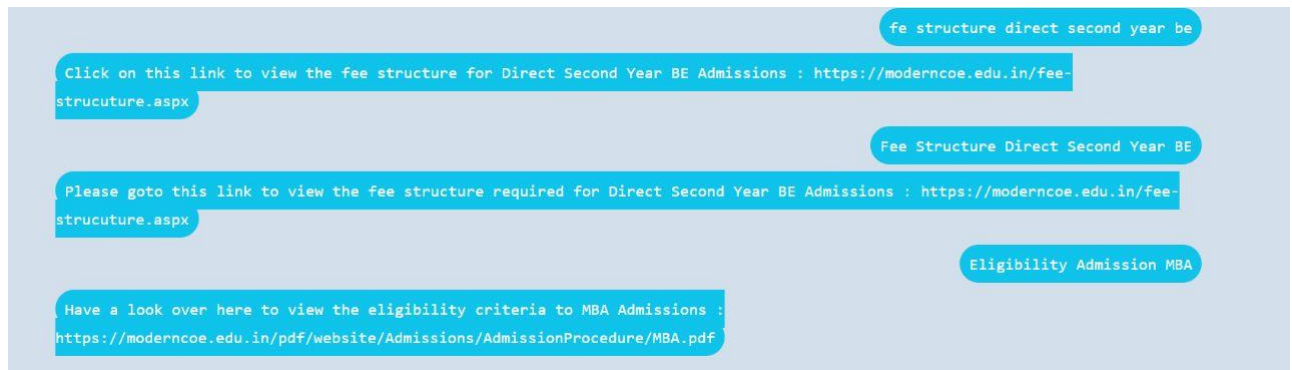 fe structure direct second year be
Click on this link to view the fee structure for Direct Second Year BE Admissions : https://moderncoe.edu.in/fee-
strucuture.aspx
Fee Structure Direct Second Year BE
Please goto this link to view the fee structure required for Direct Second Year BE Admissions : https://moderncoe.edu.in/fee-
strucuture.aspx
Eligibility Admission MBA
Have a look over here to view the eligibility criteria to MBA Admissions :
https://moderncoe.edu.in/pdf/website/Admissions/AdmissionProcedure/MBA.pdf